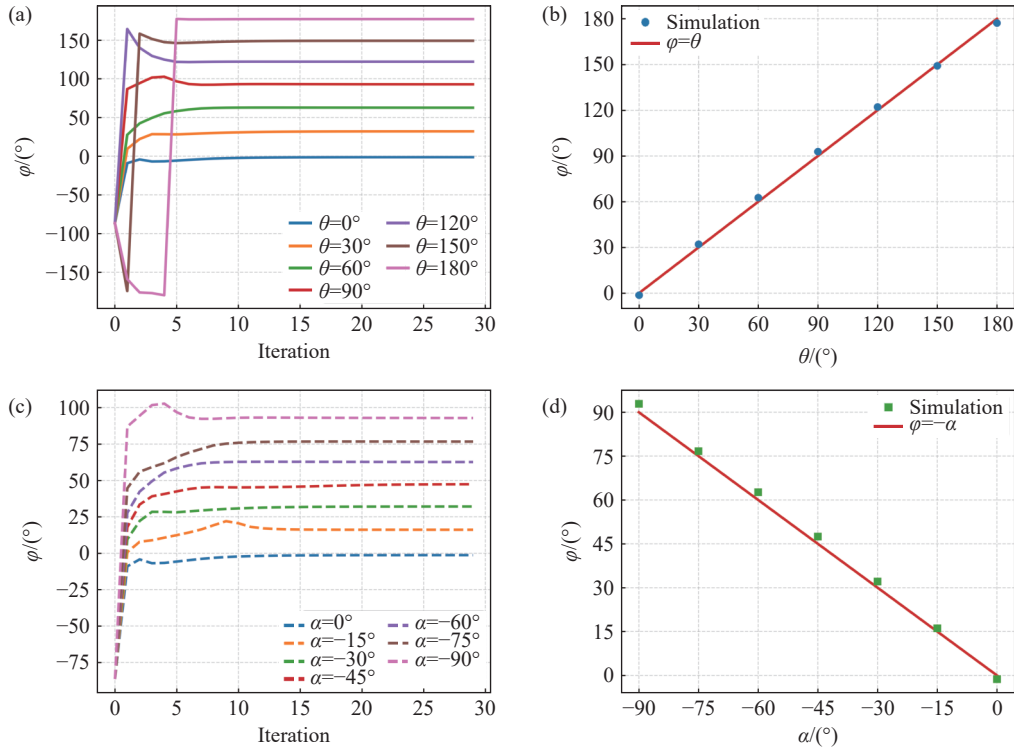 (a)
150
100
50
0
−50
−100
−150
φ/(°)
θ=0°
θ=30°
θ=60°
θ=90°
θ=120°
θ=150°
θ=180°
0 5 10 15 20 25 30
Iteration
(b)
180
150
120
90
60
30
0
φ/(°)
Simulation
φ=θ
0 30 60 90 120 150 180
θ/(°)
(c)
100
75
50
25
0
−25
−50
−75
φ/(°)
α=0°
α=−15°
α=−30°
α=−45°
α=−60°
α=−75°
α=−90°
0 5 10 15 20 25 30
Iteration
(d)
90
75
60
45
30
15
0
φ/(°)
Simulation
φ=−α
−90 −75 −60 −45 −30 −15 0
α/(°)